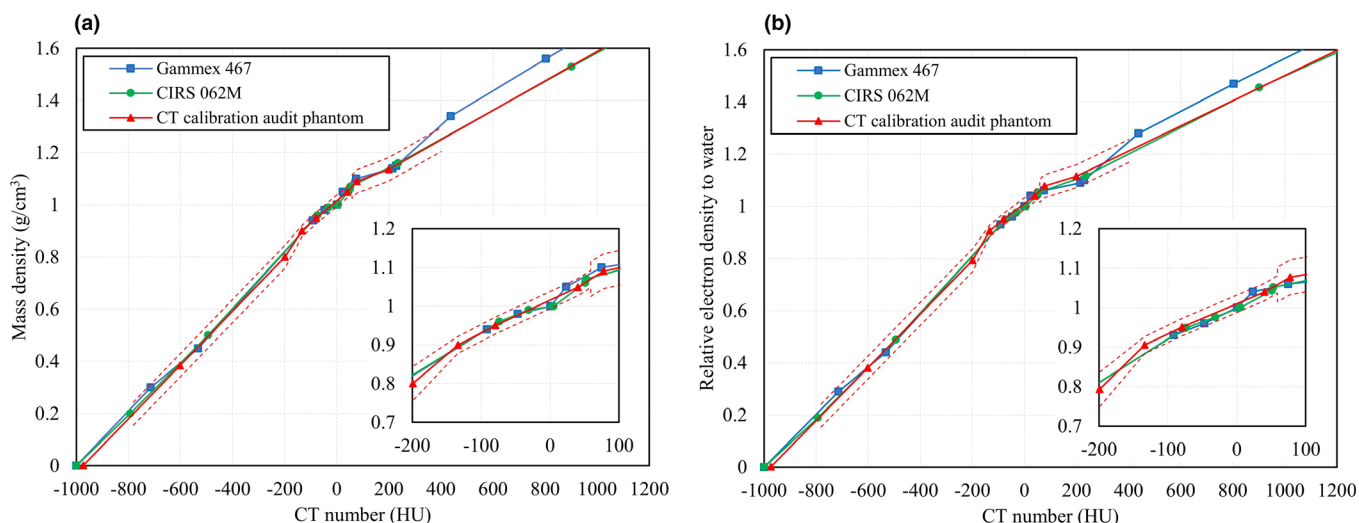 (a)
Mass density (g/cm³)
1.6
1.4
1.2
1
0.8
0.6
0.4
0.2
0
Gammex 467
CIRS 062M
CT calibration audit phantom
1.2
1.1
1
0.9
0.8
0.7
-200 -100 0 100
-1000 -800 -600 -400 -200 0 200 400 600 800 1000 1200
CT number (HU)
(b)
Relative electron density to water
1.6
1.4
1.2
1
0.8
0.6
0.4
0.2
0
Gammex 467
CIRS 062M
CT calibration audit phantom
1.2
1.1
1
0.9
0.8
0.7
-200 -100 0 100
-1000 -800 -600 -400 -200 0 200 400 600 800 1000 1200
CT number (HU)